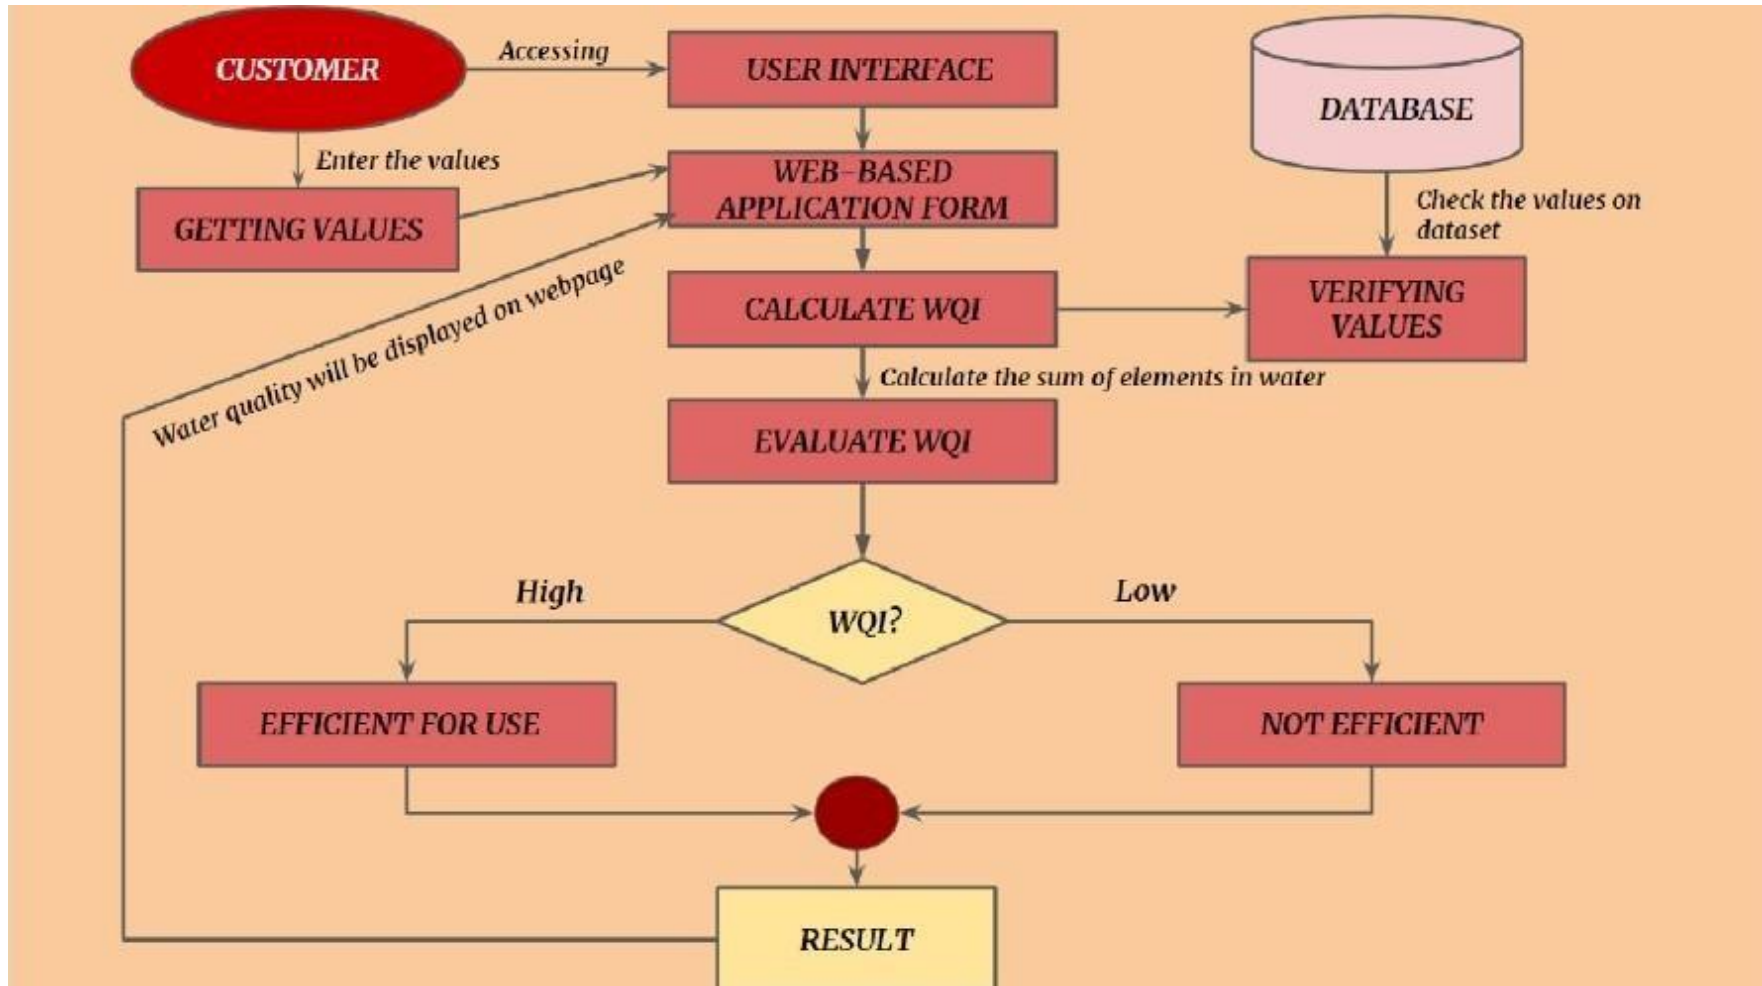 CUSTOMER
Accessing
USER INTERFACE
DATABASE
Enter the values
WEB-BASED
APPLICATION FORM
GETTING VALUES
Check the values on
dataset
Water quality will be displayed on webpage
CALCULATE WQI
VERIFYING
VALUES
Calculate the sum of elements in water
EVALUATE WQI
High
WQI?
Low
EFFICIENT FOR USE
NOT EFFICIENT
RESULT